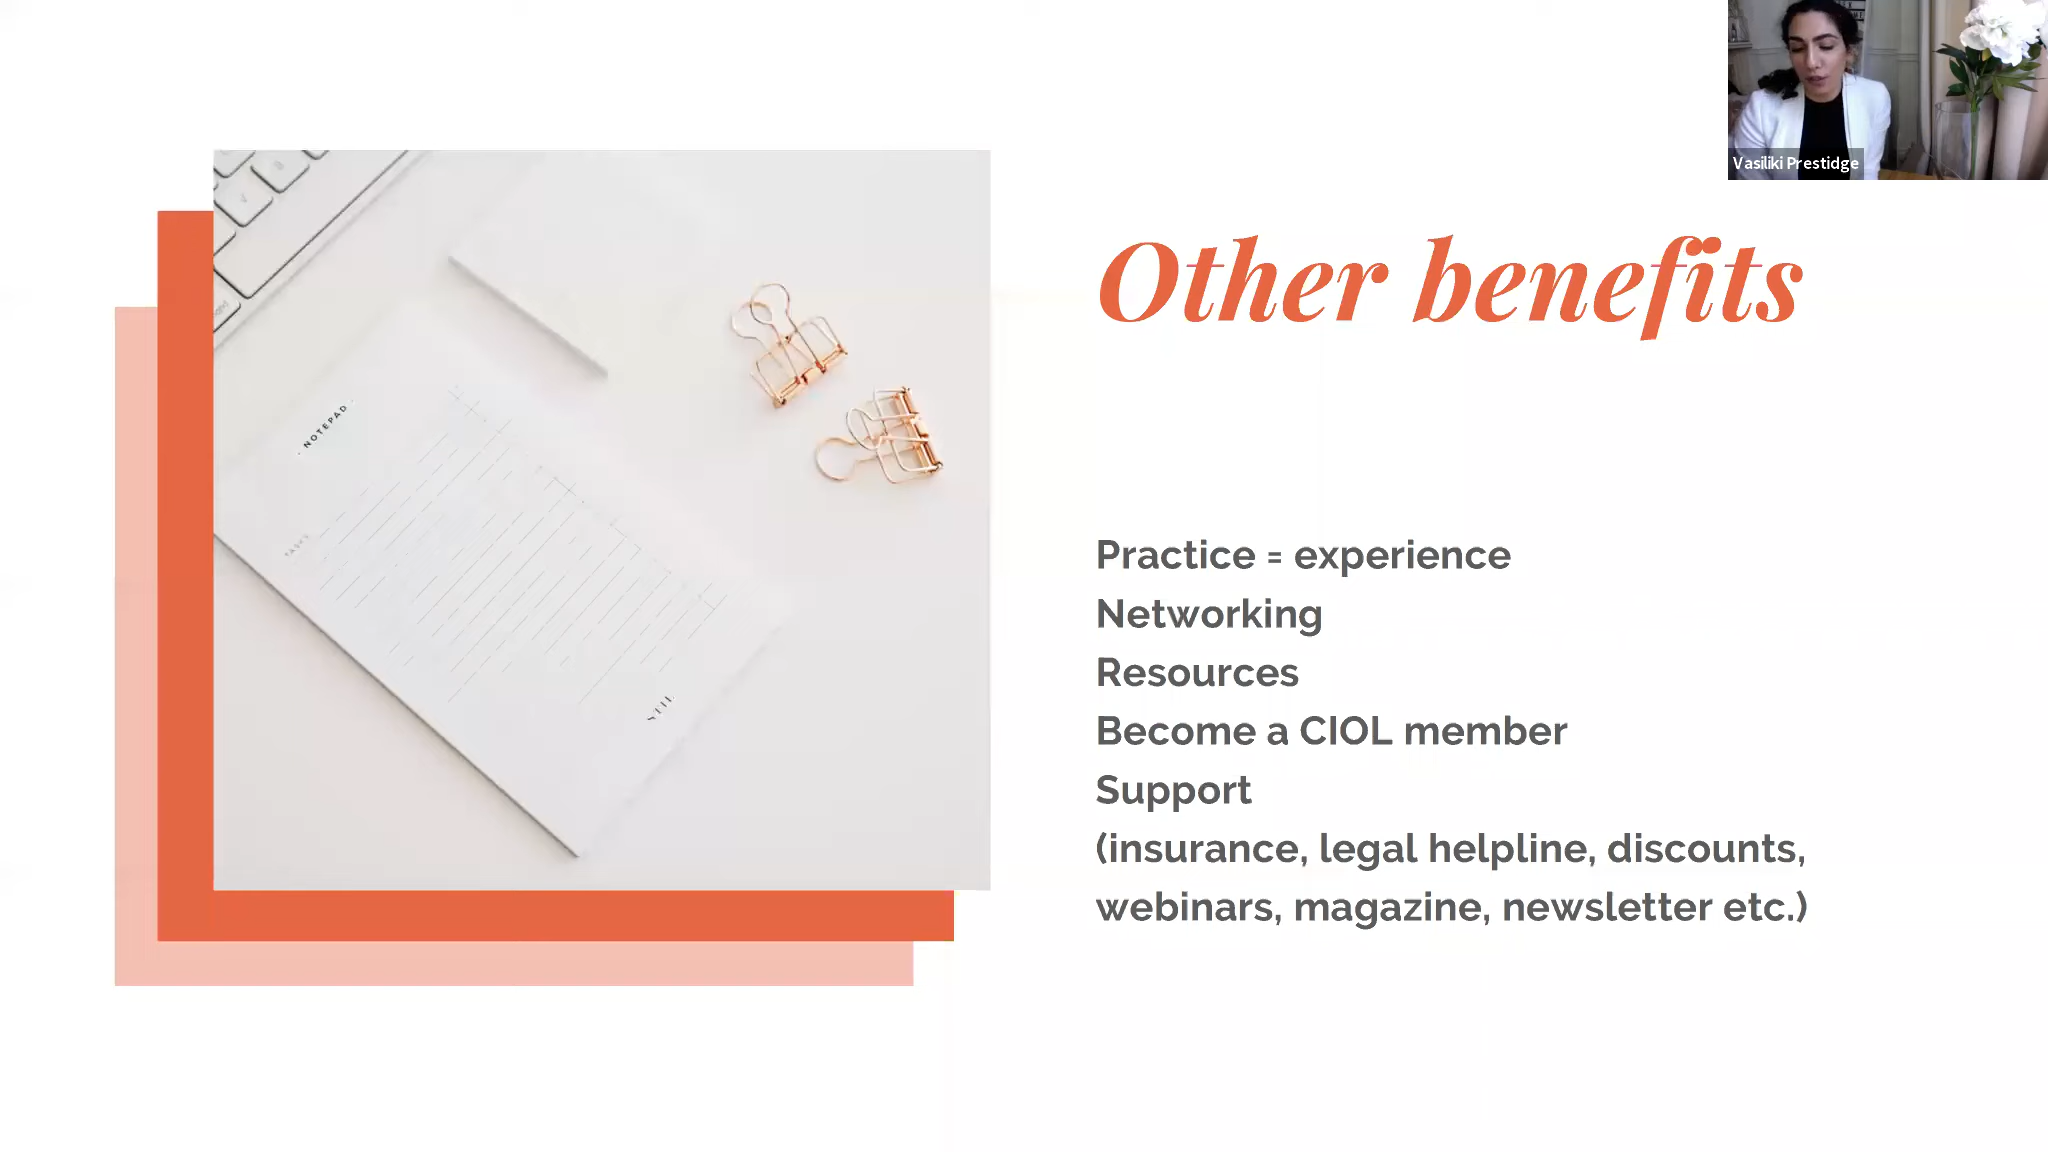 Vasiliki Prestidge
Other benefits
NOTEPAD
TASKS
Practice = experience
Networking
Resources
Become a CIOL member
Support
(insurance, legal helpline, discounts,
webinars, magazine, newsletter etc.)